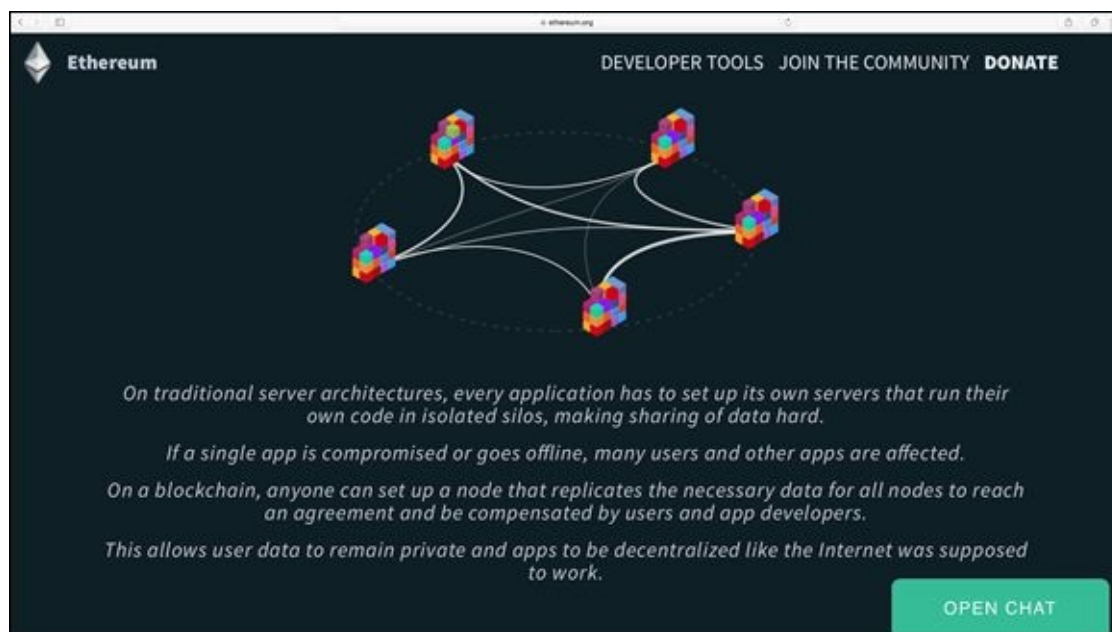 ethereum.org
Ethereum
DEVELOPER TOOLS JOIN THE COMMUNITY DONATE
On traditional server architectures, every application has to set up its own servers that run their
own code in isolated silos, making sharing of data hard.
If a single app is compromised or goes offline, many users and other apps are affected.
On a blockchain, anyone can set up a node that replicates the necessary data for all nodes to reach
an agreement and be compensated by users and app developers.
This allows user data to remain private and apps to be decentralized like the Internet was supposed
to work.
OPEN CHAT